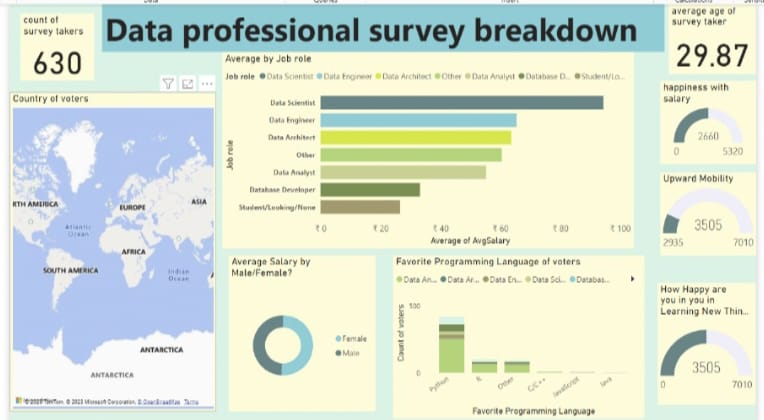 count of
survey takers
630
Data professional survey breakdown
average age of
survey taker
29.87
Country of voters
RTH AMERICA
EUROPE
ASIA
Atlantic
Ocean
AFRICA
SOUTH AMERICA
Indian
Ocean
ANTARCTICA
ANTARCTICA
© 2023 Microsoft Corporation
Terms
Average by Job role
Job role Data Scientist Data Engineer Data Architect Other Data Analyst Database D... Student/Lo...
Job role
Data Scientist
Data Engineer
Data Architect
Other
Data Analyst
Database Developer
Student/Looking/None
₹0 ₹20 ₹40 ₹60 ₹80 ₹100
Average of AvgSalary
Average Salary by
Male/Female?
Female
Male
Favorite Programming Language of voters
Data An... Data Ar... Data En... Data Sci... Databas...
Count of voters
500
0
Python R Other C/C++ JavaScript Java
Favorite Programming Language
happiness with
salary
2660
0 5320
Upward Mobility
3505
2935 7010
How Happy are
you in you in
Learning New Thin...
3505
0 7010